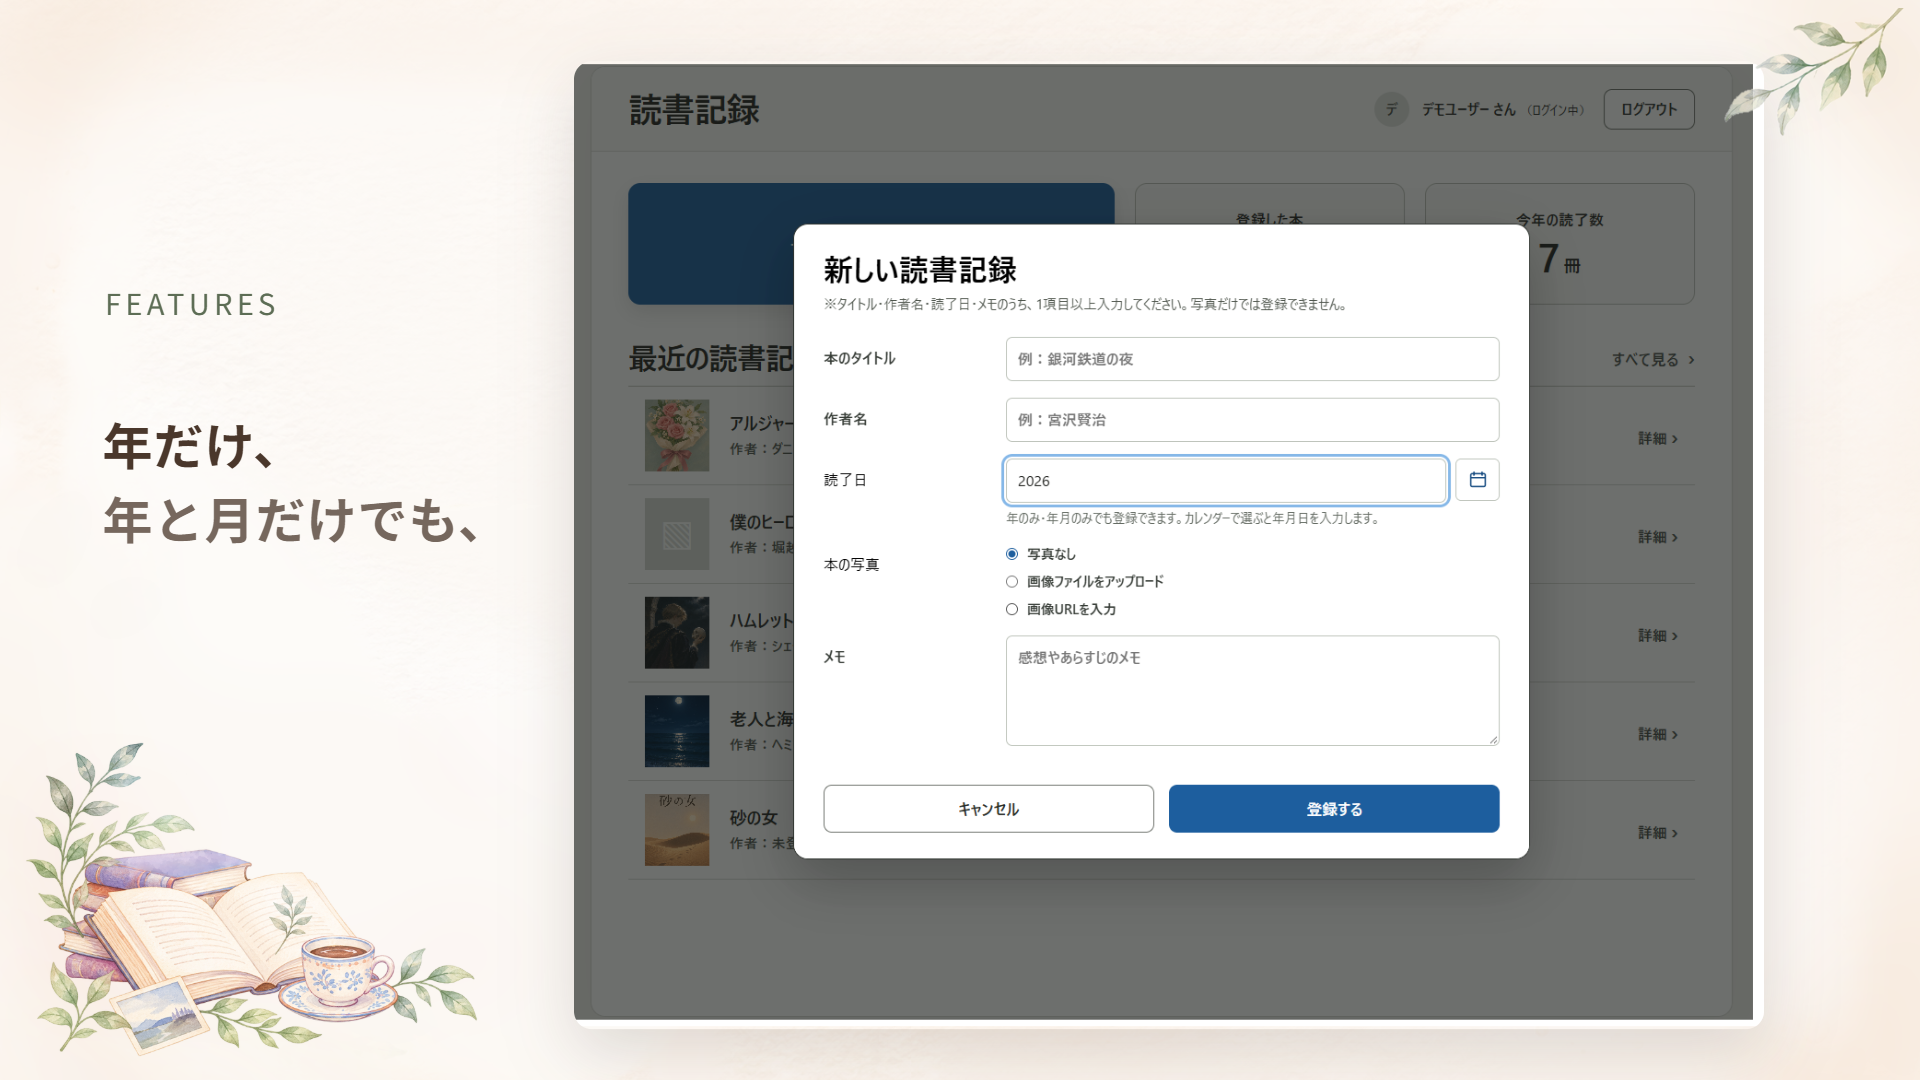 FEATURES
年だけ、
年と月だけでも、
読書記録
デ
デモユーザー さん
（ログイン中）
ログアウト
登録した本
今年の読了数
7 冊
最近の読書記
すべて見る ›
アルジャー
作者：ダニ
詳細 ›
僕のヒーロ
作者：堀越
詳細 ›
ハムレット
作者：シェ
詳細 ›
老人と海
作者：ヘミ
詳細 ›
砂の女
砂の女
作者：未登
詳細 ›
新しい読書記録
※タイトル・作者名・読了日・メモのうち、1項目以上入力してください。写真だけでは登録できません。
本のタイトル
例：銀河鉄道の夜
作者名
例：宮沢賢治
読了日
2026
年のみ・年月のみでも登録できます。カレンダーで選ぶと年月日を入力します。
本の写真
写真なし
画像ファイルをアップロード
画像URLを入力
メモ
感想やあらすじのメモ
キャンセル
登録する